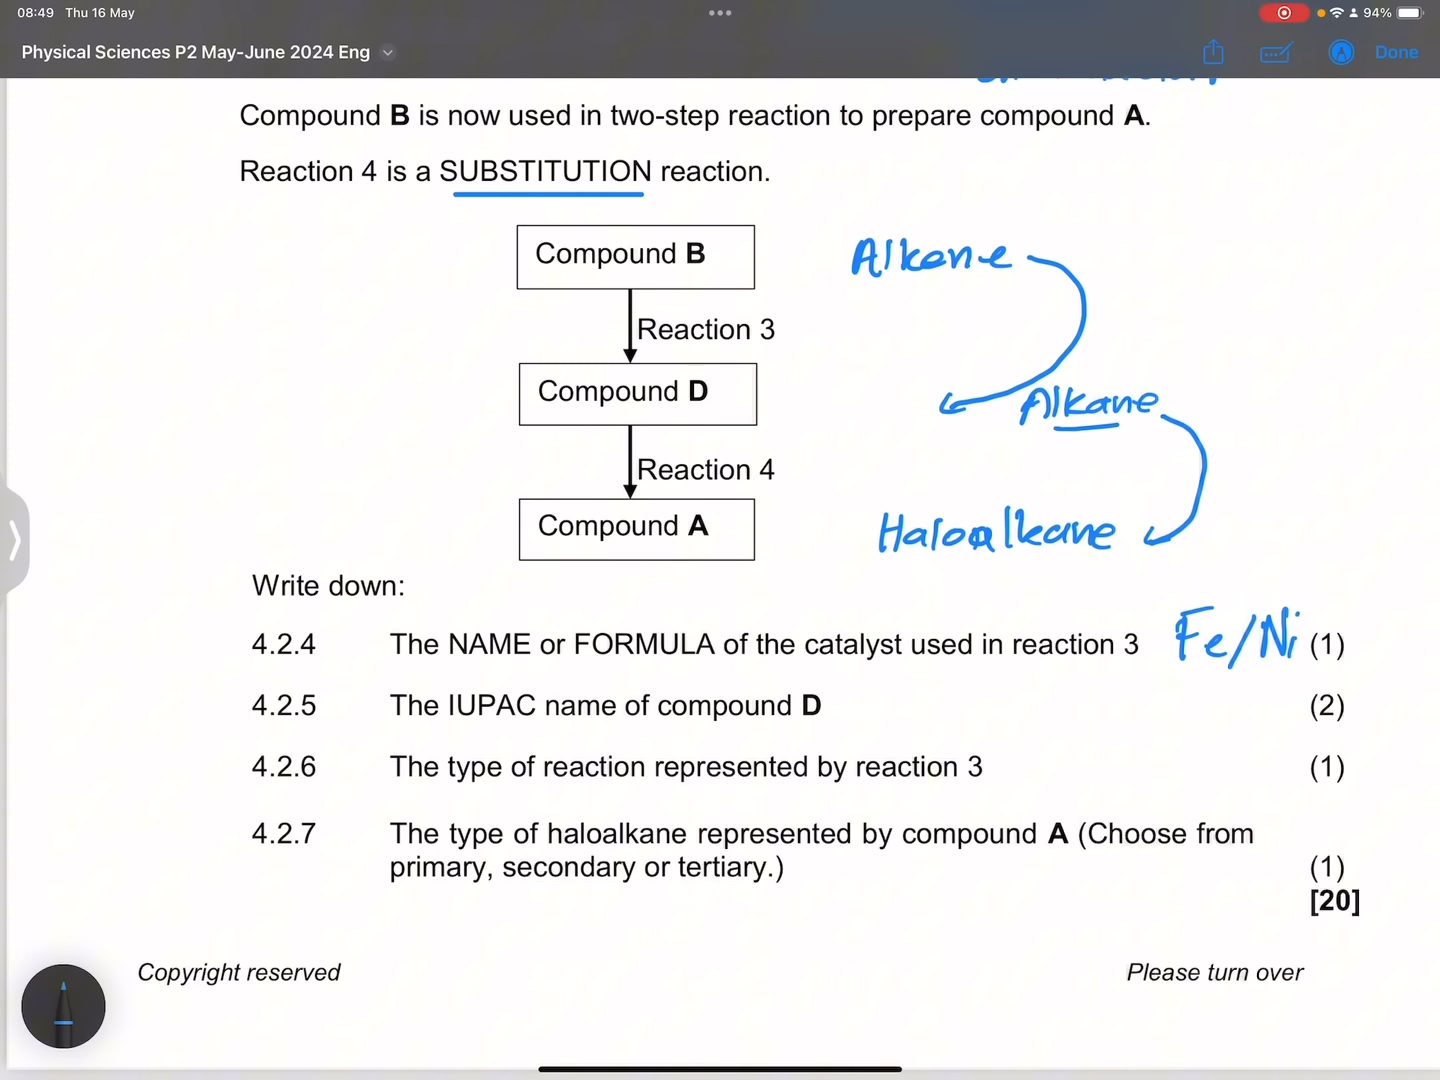 08:49 Thu 16 May
94%
Physical Sciences P2 May-June 2024 Eng
Done
Compound B is now used in two-step reaction to prepare compound A.
Reaction 4 is a SUBSTITUTION reaction.
Compound B
Alkene
Reaction 3
Compound D
Alkane
Reaction 4
Compound A
Haloalkane
Write down:
4.2.4 The NAME or FORMULA of the catalyst used in reaction 3 Fe/Ni (1)
4.2.5 The IUPAC name of compound D (2)
4.2.6 The type of reaction represented by reaction 3 (1)
4.2.7 The type of haloalkane represented by compound A (Choose from
primary, secondary or tertiary.) (1)
[20]
Copyright reserved Please turn over